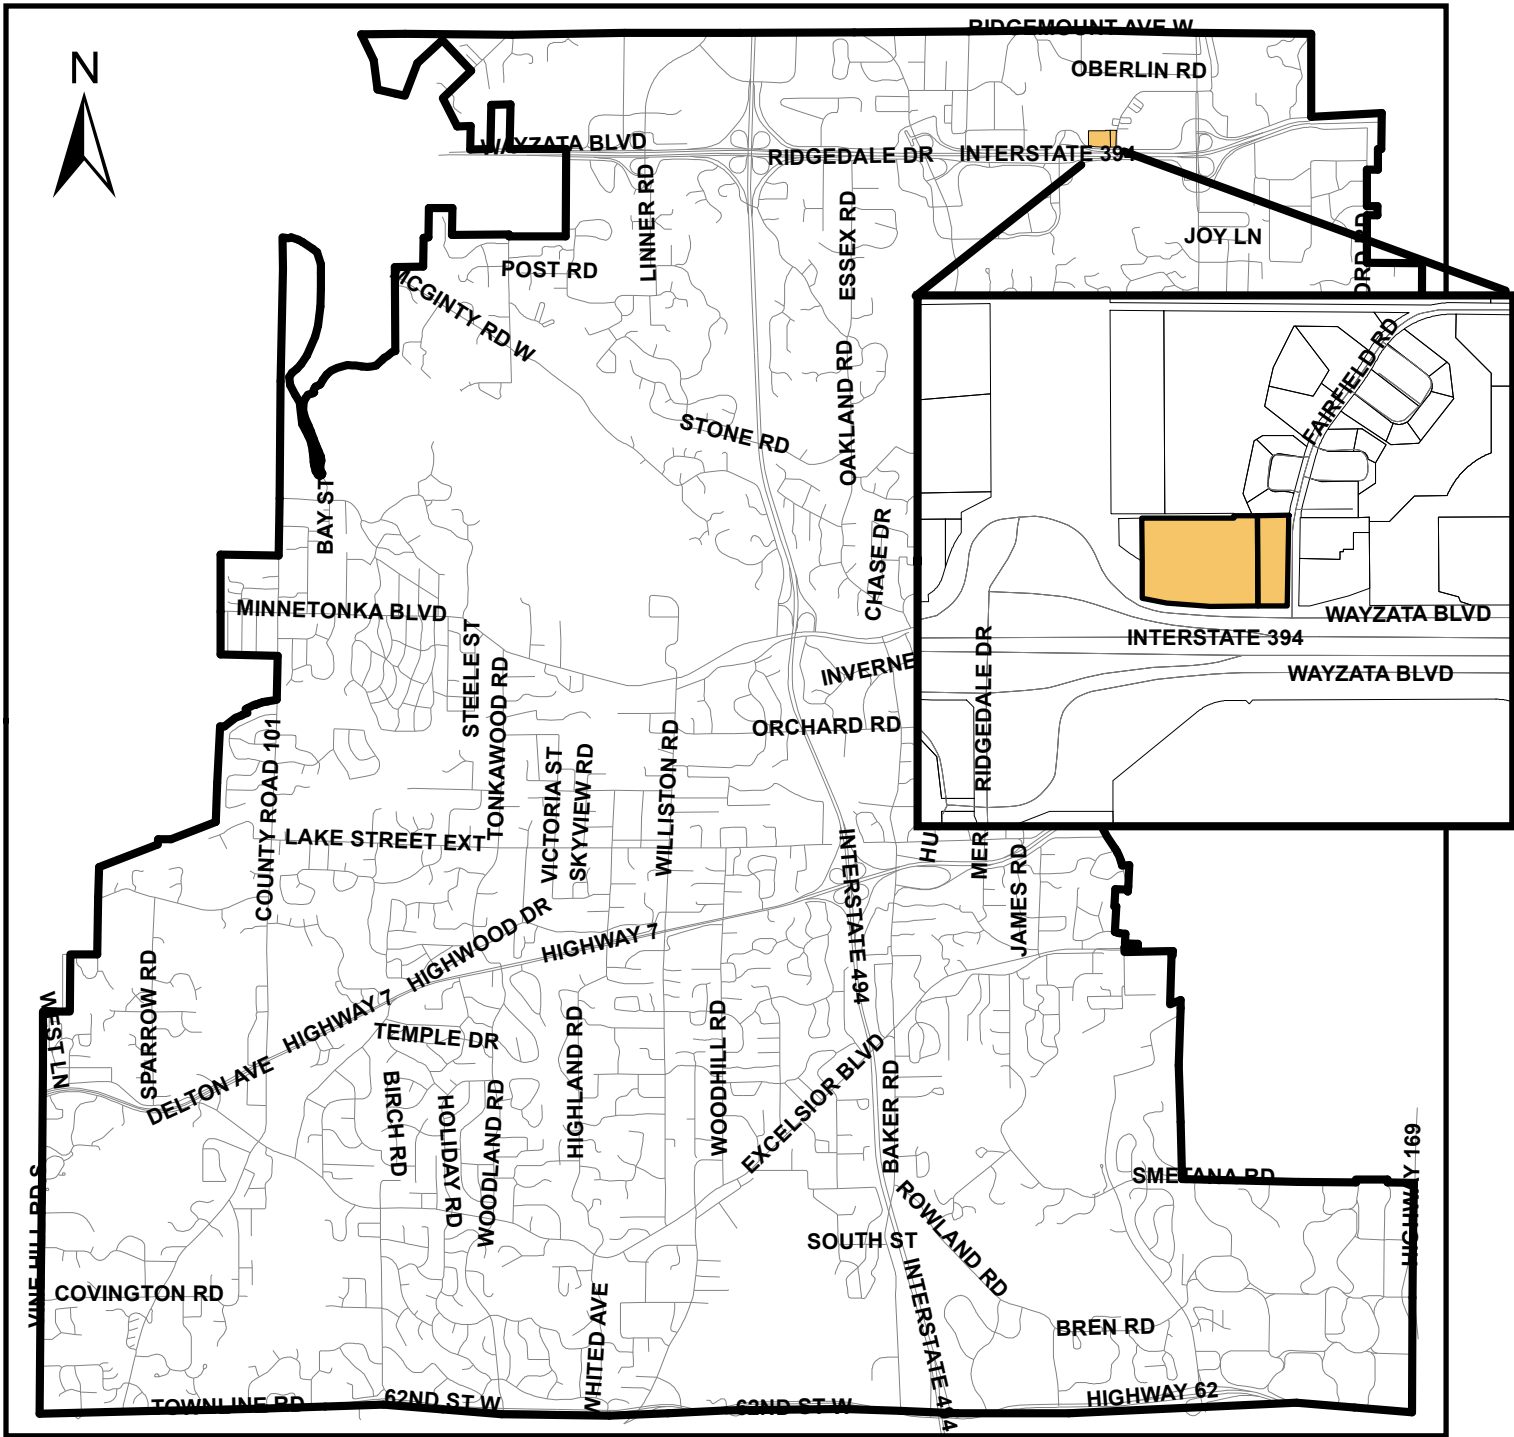 RIDGEMOUNT AVE W
N
OBERLIN RD
WAYZATA BLVD
RIDGEDALE DR
INTERSTATE 394
LINNER RD
ESSEX RD
JOY LN
POST RD
MCGINTY RD W
FAIRFIELD RD
OAKLAND RD
STONE RD
BAY ST
CHASE DR
MINNETONKA BLVD
WAYZATA BLVD
INTERSTATE 394
WAYZATA BLVD
RIDGEDALE DR
STEELE ST
TONKAWOOD RD
ORCHARD RD
COUNTY ROAD 101
VICTORIA ST
SKYVIEW RD
WILLISTON RD
LAKE STREET EXT
INTERSTATE 494
JAMES RD
HIGHWOOD DR
HIGHWAY 7
SPARROW RD
WEST LN
HIGHWAY 7
TEMPLE DR
DELTON AVE
HIGHLAND RD
WOODHILL RD
EXCELSIOR BLVD
BAKER RD
BIRCH RD
HOLIDAY RD
WOODLAND RD
SMETANA RD
HIGHWAY 169
VINE HILL RD S
ROWLAND RD
SOUTH ST
COVINGTON RD
WHITED AVE
INTERSTATE 494
BREN RD
TOWNLINE RD
62ND ST W
62ND ST W
HIGHWAY 62